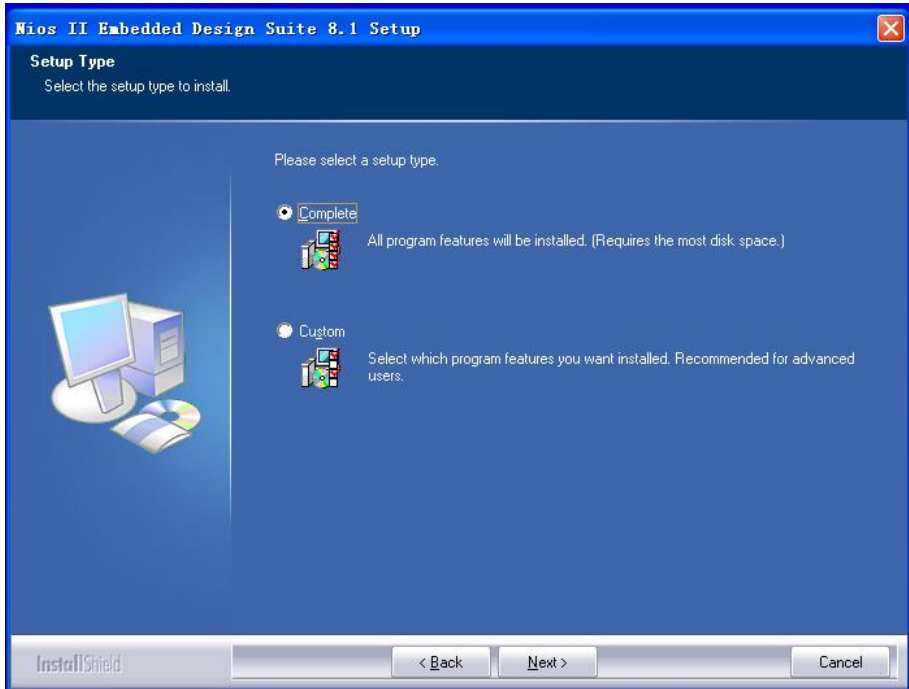 Nios II Embedded Design Suite 8.1 Setup
Setup Type
Select the setup type to install.
Please select a setup type.
Complete
All program features will be installed. (Requires the most disk space.)
Custom
Select which program features you want installed. Recommended for advanced
users.
InstallShield
< Back
Next >
Cancel